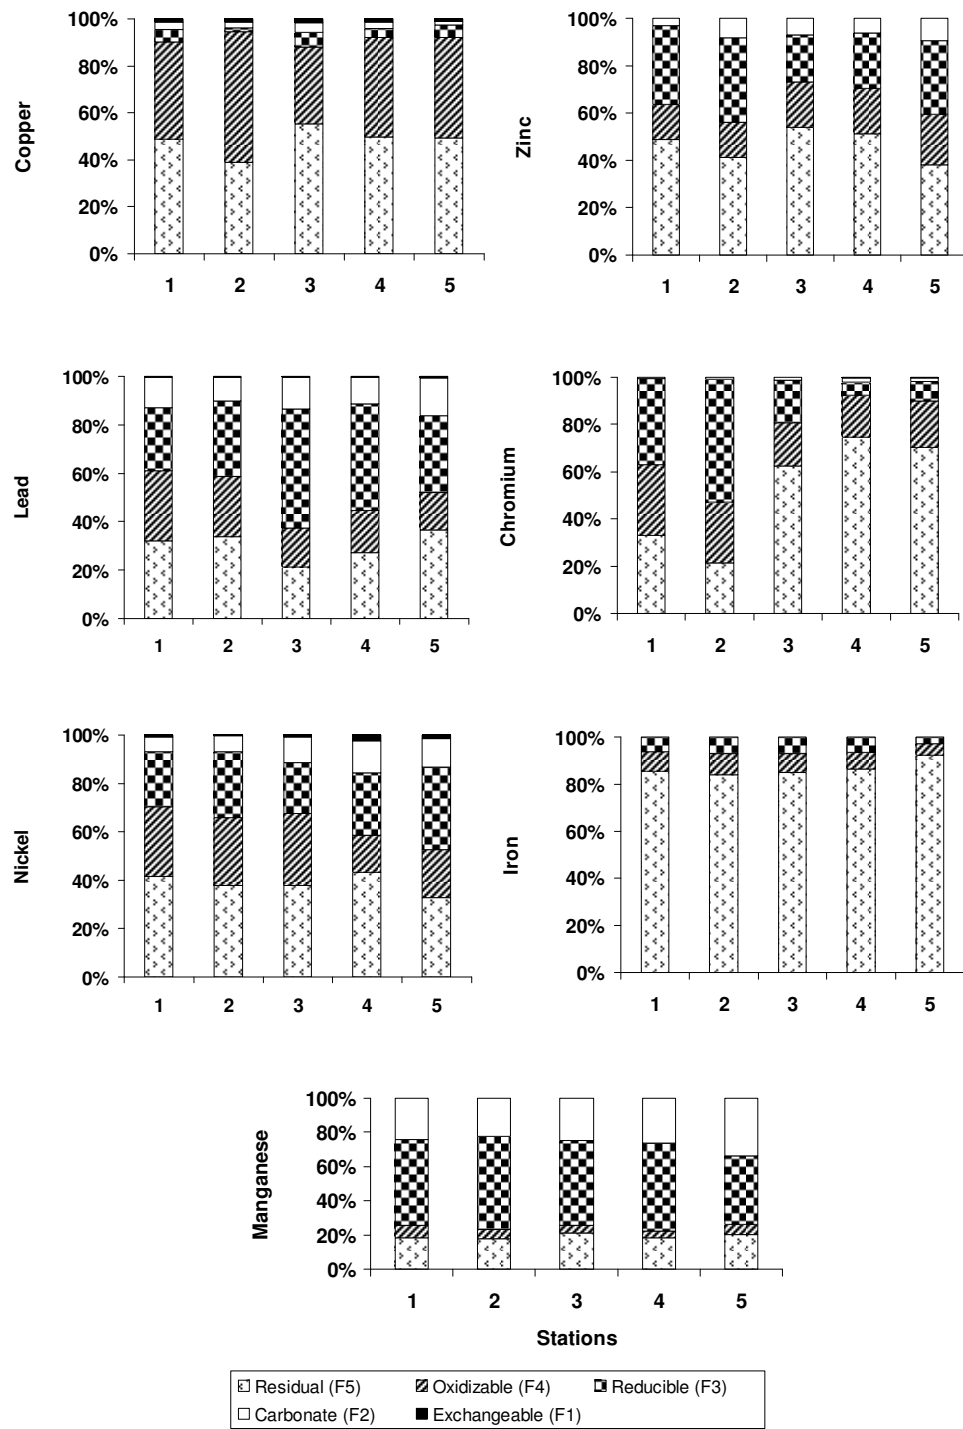 Copper
100%
80%
60%
40%
20%
0%
1 2 3 4 5
Zinc
100%
80%
60%
40%
20%
0%
1 2 3 4 5
Lead
100%
80%
60%
40%
20%
0%
1 2 3 4 5
Chromium
100%
80%
60%
40%
20%
0%
1 2 3 4 5
Nickel
100%
80%
60%
40%
20%
0%
1 2 3 4 5
Iron
100%
80%
60%
40%
20%
0%
1 2 3 4 5
Manganese
100%
80%
60%
40%
20%
0%
1 2 3 4 5
Stations
Residual (F5) Oxidizable (F4) Reducible (F3)
Carbonate (F2) Exchangeable (F1)